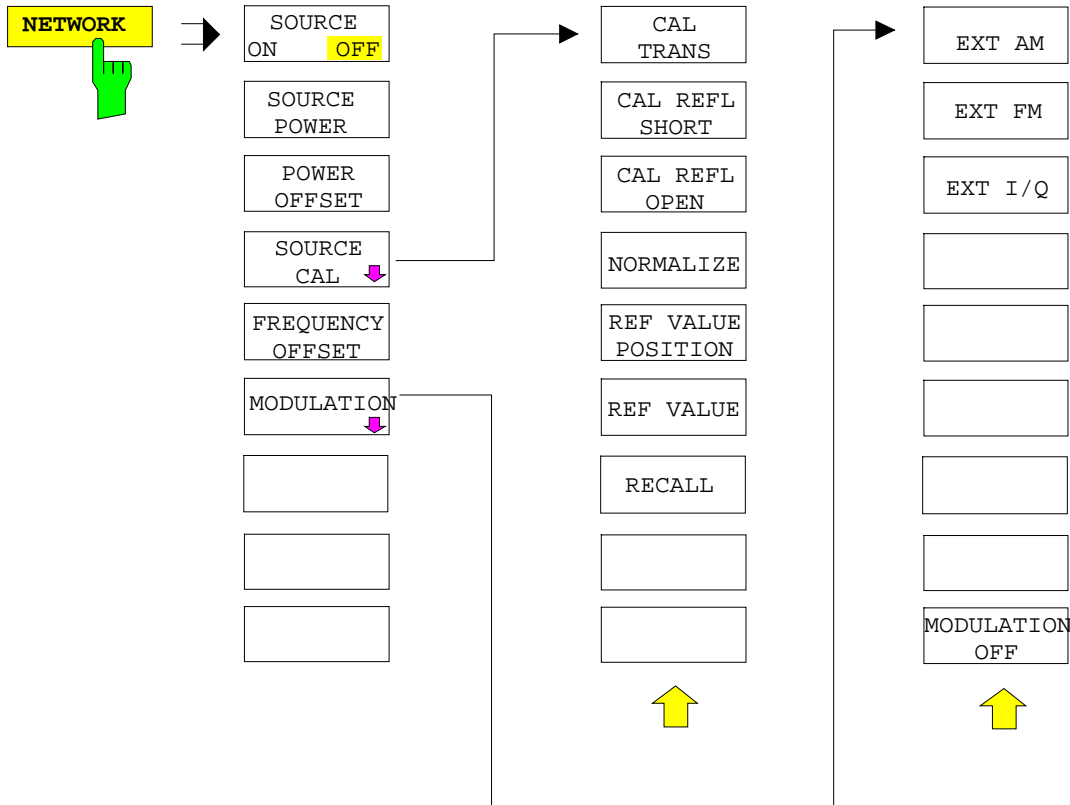 NETWORK
SOURCE
ON OFF
SOURCE
POWER
POWER
OFFSET
SOURCE
CAL
FREQUENCY
OFFSET
MODULATION
CAL
TRANS
CAL REFL
SHORT
CAL REFL
OPEN
NORMALIZE
REF VALUE
POSITION
REF VALUE
RECALL
EXT AM
EXT FM
EXT I/Q
MODULATION
OFF